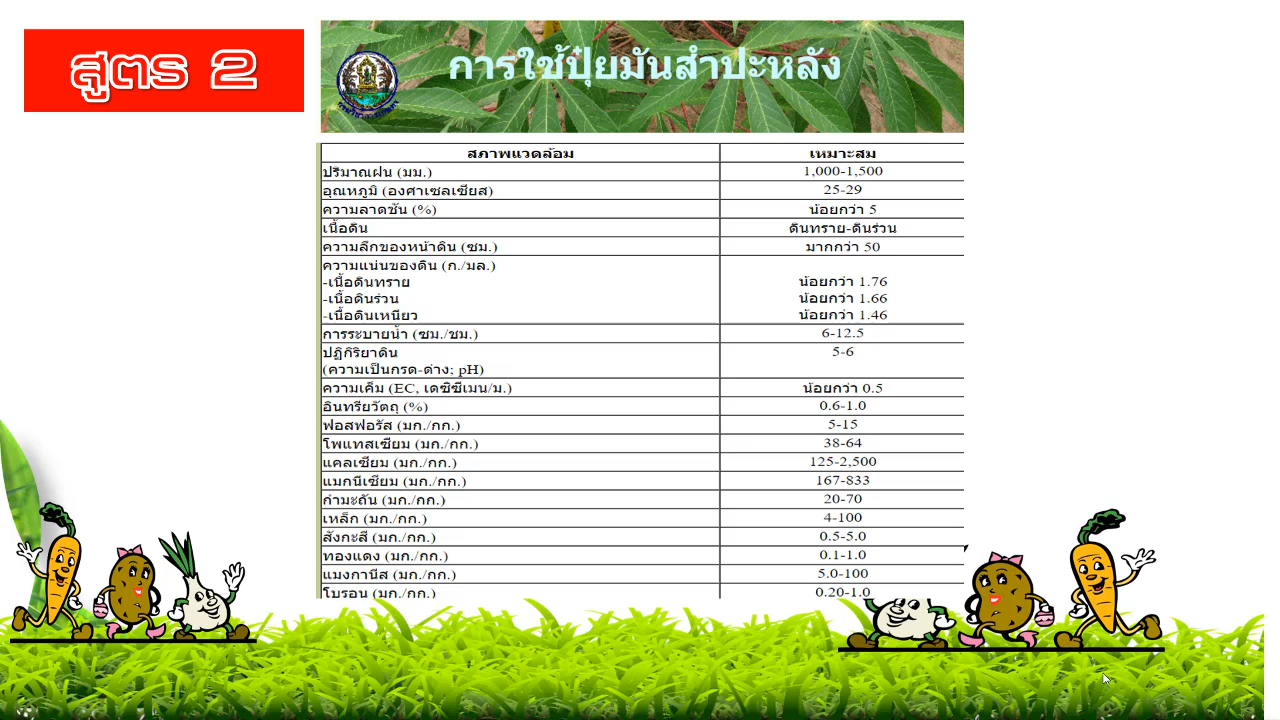 สูตร 2
การใช้ปุ๋ยมันสำปะหลัง
สภาพแวดล้อม เหมาะสม
ปริมาณฝน (มม.) 1,000-1,500
อุณหภูมิ (องศาเซลเซียส) 25-29
ความลาดชัน (%) น้อยกว่า 5
เนื้อดิน ดินทราย-ดินร่วน
ความลึกของหน้าดิน (ซม.) มากกว่า 50
ความแน่นของดิน (ก./มล.)
-เนื้อดินทราย น้อยกว่า 1.76
-เนื้อดินร่วน น้อยกว่า 1.66
-เนื้อดินเหนียว น้อยกว่า 1.46
การระบายน้ำ (ซม./ชม.) 6-12.5
ปฏิกิริยาดิน 5-6
(ความเป็นกรด-ด่าง; pH)
ความเค็ม (EC, เดซิซีเมน/ม.) น้อยกว่า 0.5
อินทรียวัตถุ (%) 0.6-1.0
ฟอสฟอรัส (มก./กก.) 5-15
โพแทสเซียม (มก./กก.) 38-64
แคลเซียม (มก./กก.) 125-2,500
แมกนีเซียม (มก./กก.) 167-833
กำมะถัน (มก./กก.) 20-70
เหล็ก (มก./กก.) 4-100
สังกะสี (มก./กก.) 0.5-5.0
ทองแดง (มก./กก.) 0.1-1.0
แมงกานีส (มก./กก.) 5.0-100
โบรอน (มก./กก.) 0.20-1.0